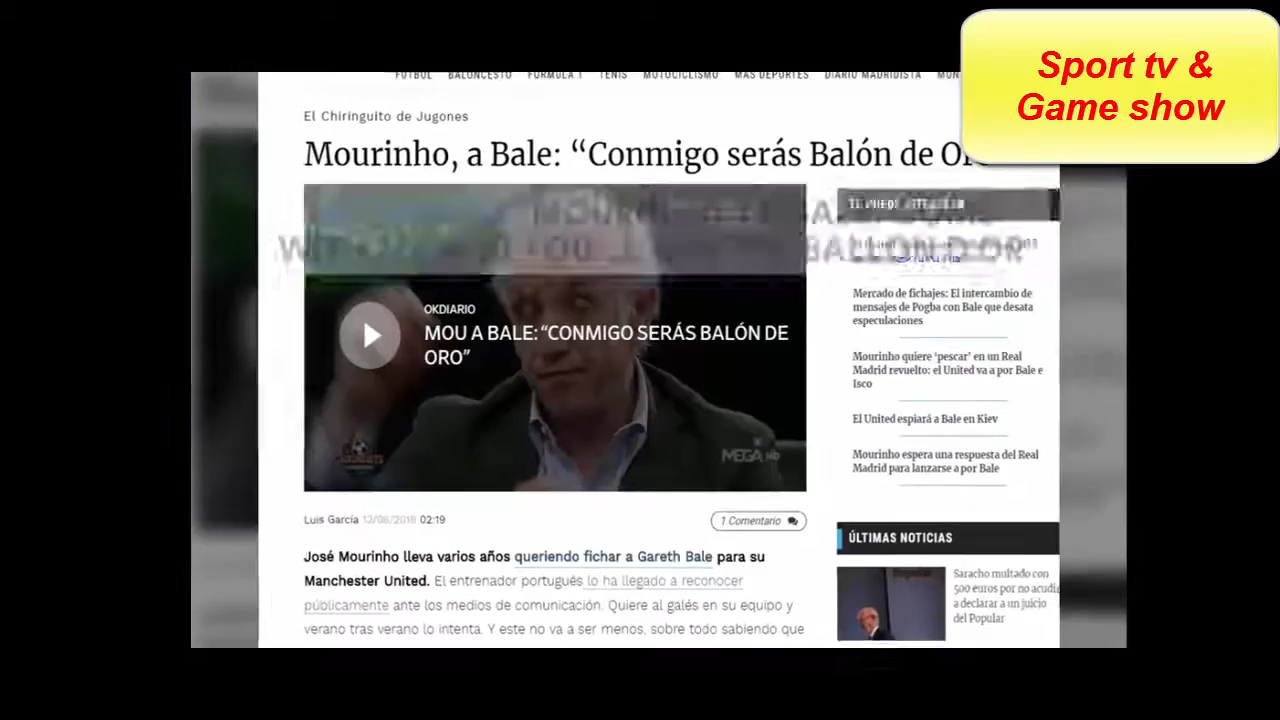 Sport tv &
Game show
FÚTBOL BALONCESTO FÓRMULA 1 TENIS MOTOCICLISMO MÁS DEPORTES DIARIO MADRIDISTA
El Chiringuito de Jugones
Mourinho, a Bale: “Conmigo serás Balón de
OKDIARIO
MOU A BALE: “CONMIGO SERÁS BALÓN DE
ORO”
MEGA HD
BALLON D'OR
Mercado de fichajes: El intercambio de
mensajes de Pogba con Bale que desata
especulaciones
Mourinho quiere ‘pescar’ en un Real
Madrid revuelto: el United va a por Bale e
Isco
El United espiará a Bale en Kiev
Mourinho espera una respuesta del Real
Madrid para lanzarse a por Bale
Luis García 12/06/2018 02:19
1 Comentario
José Mourinho lleva varios años queriendo fichar a Gareth Bale para su
Manchester United. El entrenador portugués lo ha llegado a reconocer
públicamente ante los medios de comunicación. Quiere al galés en su equipo y
verano tras verano lo intenta. Y este no va a ser menos, sobre todo sabiendo que
ÚLTIMAS NOTICIAS
Saracho multado con
500 euros por no
a declarar a un juicio
del Popular